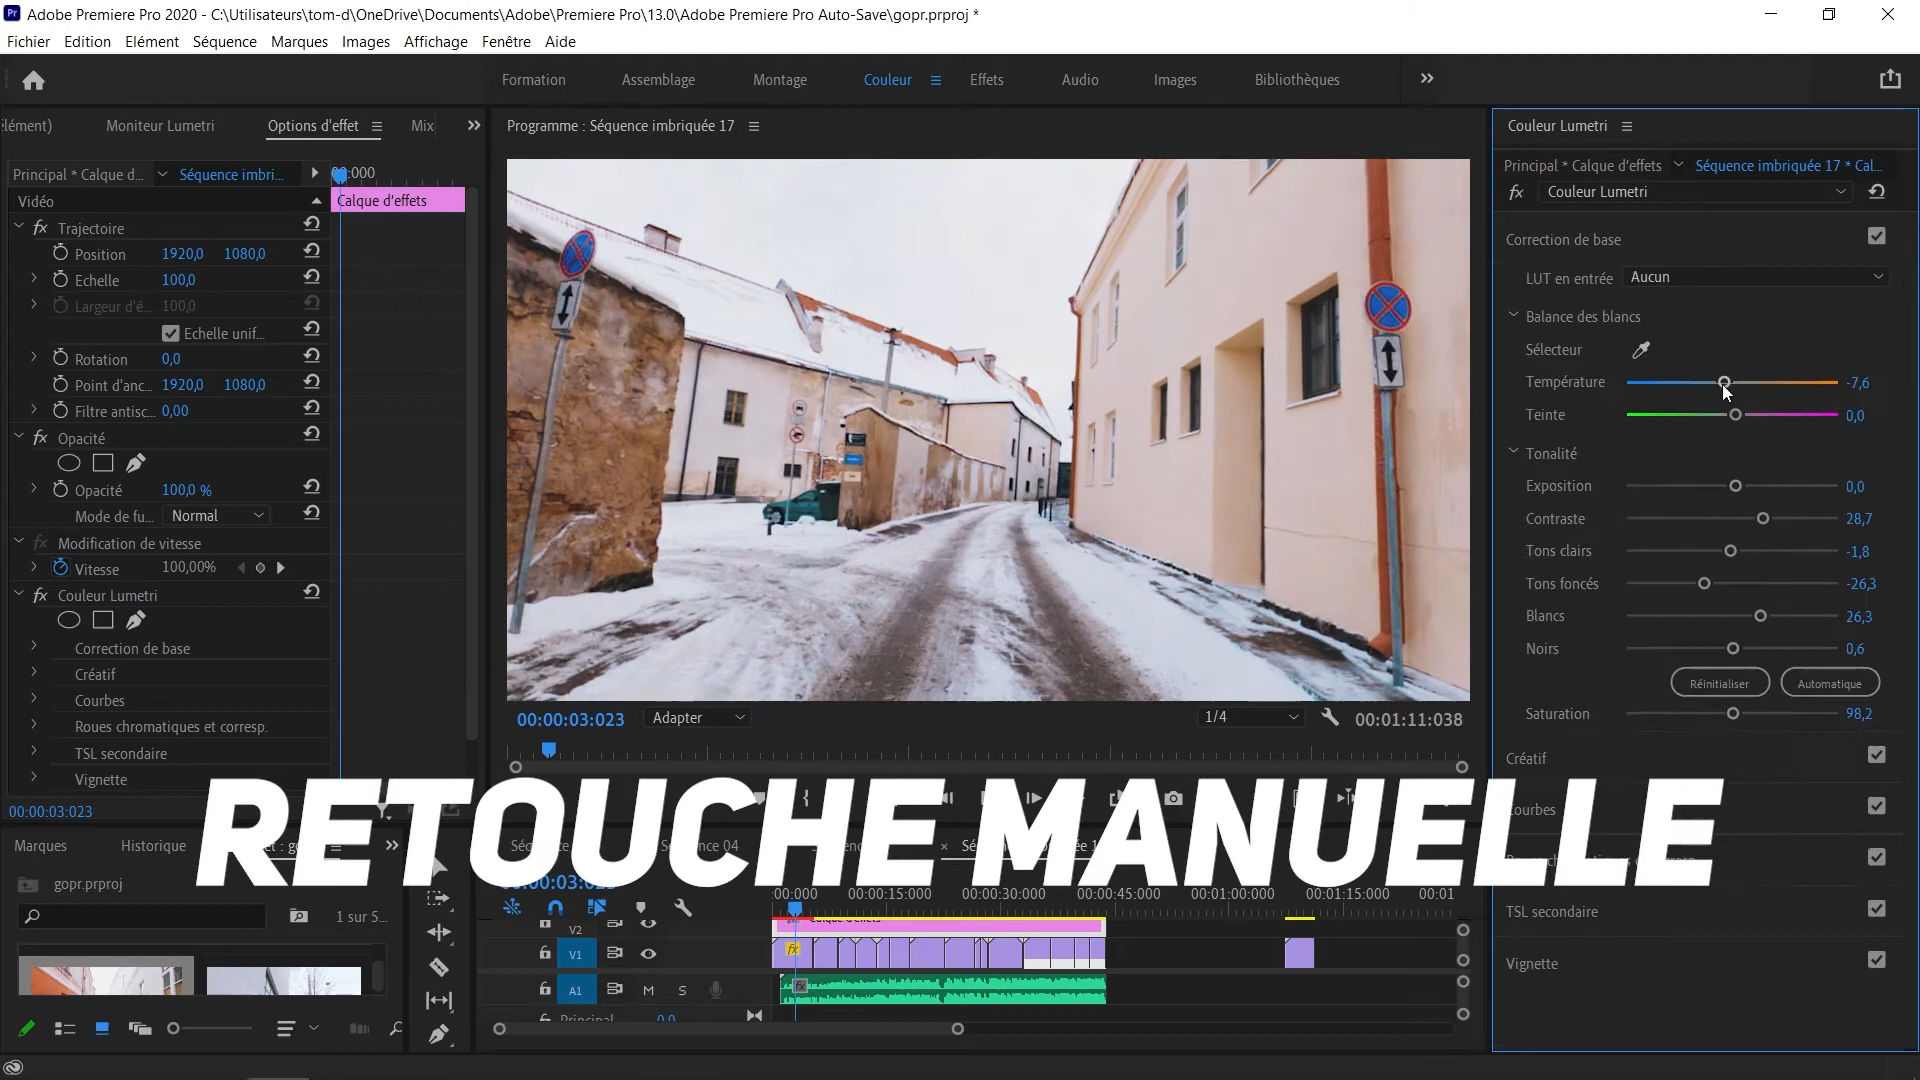 Adobe Premiere Pro 2020 - C:\Utilisateurs\tom-d\OneDrive\Documents\Adobe\Premiere Pro\13.0\Adobe Premiere Pro Auto-Save\gopr.prproj *
Fichier Edition Elément Séquence Marques Images Affichage Fenêtre Aide
Formation Assemblage Montage Couleur Effets Audio Images Bibliothèques
Moniteur Lumetri Options d'effet Mix
Principal * Calque d... Séquence imbri...
Vidéo
Calque d'effets
Trajectoire
Position 1920,0 1080,0
Echelle 100,0
Largeur d'é... 100,0
Echelle unif...
Rotation 0,0
Point d'anc... 1920,0 1080,0
Filtre antisc... 0,00
Opacité
Opacité 100,0 %
Mode de fu... Normal
Modification de vitesse
Vitesse 100,00%
Couleur Lumetri
Correction de base
Créatif
Courbes
Roues chromatiques et corresp.
TSL secondaire
Vignette
00:00:03:023
Programme : Séquence imbriquée 17
00:00:03:023 Adapter 1/4 00:01:11:038
Couleur Lumetri
Principal * Calque d'effets Séquence imbriquée 17 * Cal...
fx Couleur Lumetri
Correction de base
LUT en entrée Aucun
Balance des blancs
Sélecteur
Température -7,6
Teinte 0,0
Tonalité
Exposition 0,0
Contraste 28,7
Tons clairs -1,8
Tons foncés -26,3
Blancs 26,3
Noirs 0,6
Réinitialiser Automatique
Saturation 98,2
Créatif
TSL secondaire
Vignette
RETOUCHE MANUELLE
Marques Historique
gopr.prproj
1 sur 5...
:00:000 00:00:15:000 00:00:30:000 00:00:45:000 00:01:00:000 00:01:15:000 00:01
V2
V1
A1 M S